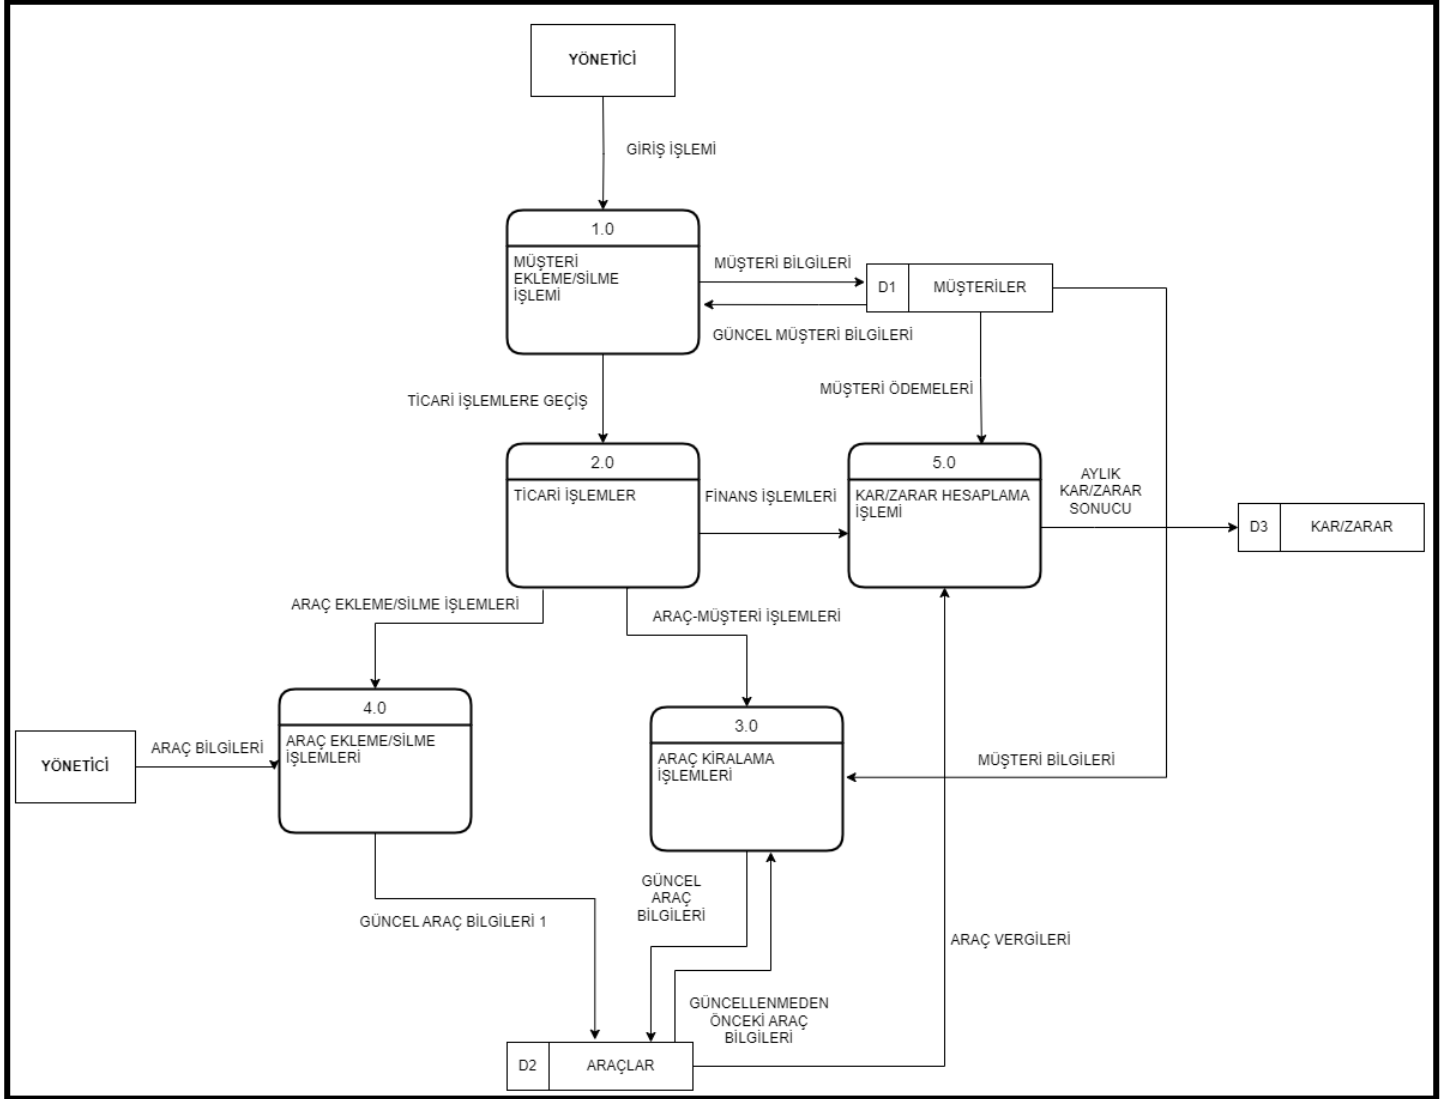 YÖNETİCİ
GİRİŞ İŞLEMİ
1.0
MÜŞTERİ
EKLEME/SİLME
İŞLEMİ
MÜŞTERİ BİLGİLERİ
D1
MÜŞTERİLER
GÜNCEL MÜŞTERİ BİLGİLERİ
TİCARİ İŞLEMLERE GEÇİŞ
MÜŞTERİ ÖDEMELERİ
2.0
TİCARİ İŞLEMLER
FİNANS İŞLEMLERİ
5.0
KAR/ZARAR HESAPLAMA
İŞLEMİ
AYLIK
KAR/ZARAR
SONUCU
D3
KAR/ZARAR
ARAÇ EKLEME/SİLME İŞLEMLERİ
ARAÇ-MÜŞTERİ İŞLEMLERİ
YÖNETİCİ
ARAÇ BİLGİLERİ
4.0
ARAÇ EKLEME/SİLME
İŞLEMLERİ
3.0
ARAÇ KİRALAMA
İŞLEMLERİ
MÜŞTERİ BİLGİLERİ
GÜNCEL
ARAÇ
BİLGİLERİ
GÜNCEL ARAÇ BİLGİLERİ 1
ARAÇ VERGİLERİ
GÜNCELLENMEDEN
ÖNCEKİ ARAÇ
BİLGİLERİ
D2
ARAÇLAR